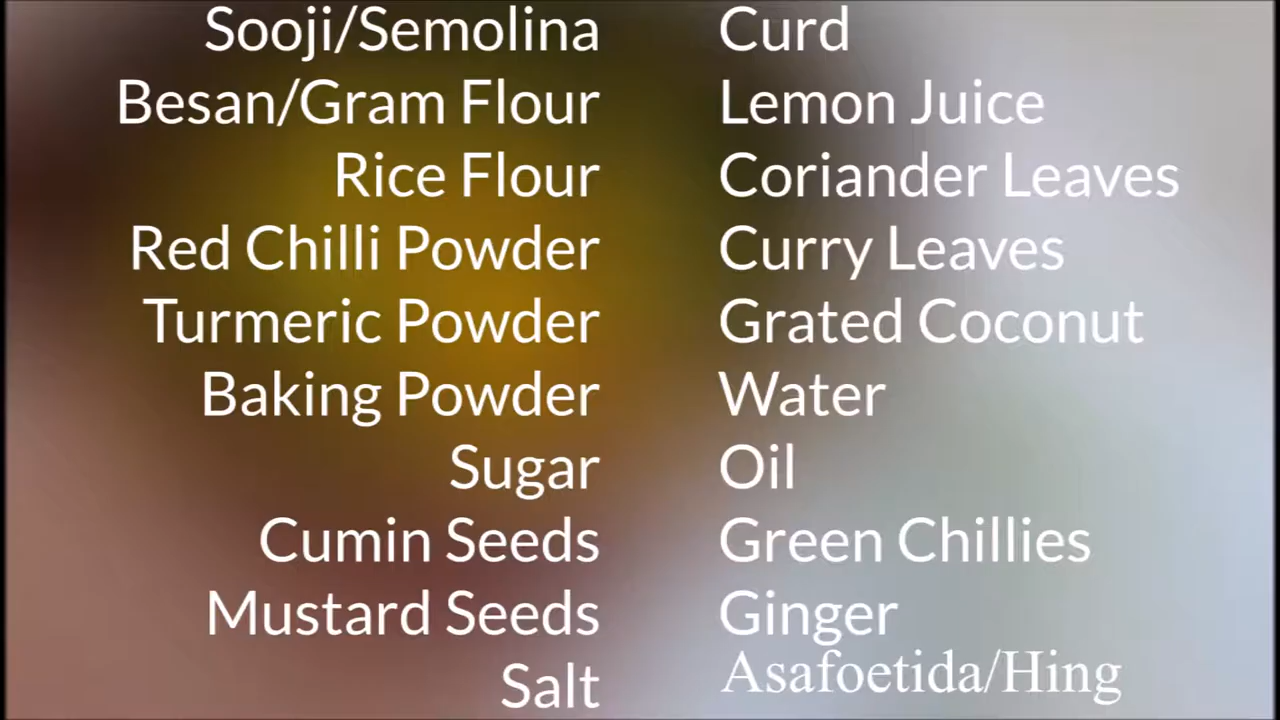 Sooji/Semolina
Besan/Gram Flour
Rice Flour
Red Chilli Powder
Turmeric Powder
Baking Powder
Sugar
Cumin Seeds
Mustard Seeds
Salt
Curd
Lemon Juice
Coriander Leaves
Curry Leaves
Grated Coconut
Water
Oil
Green Chillies
Ginger
Asafoetida/Hing